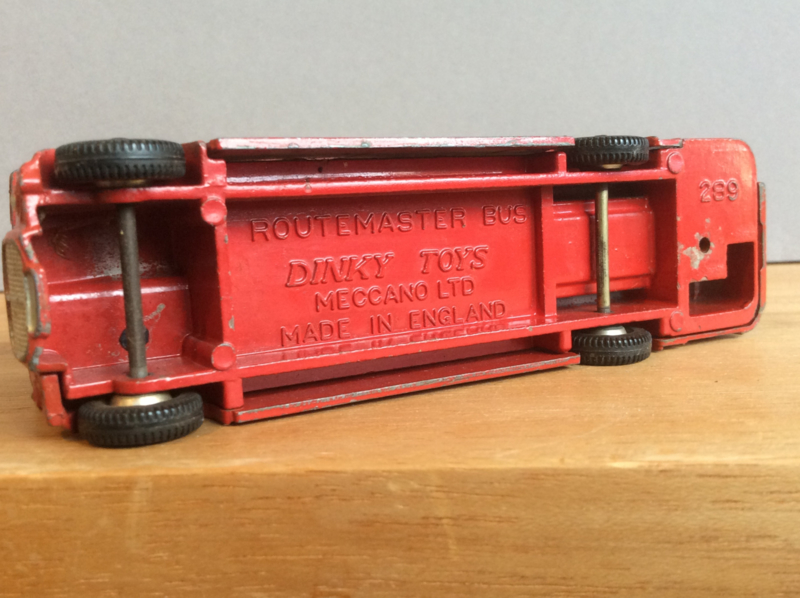 ROUTEMASTER BUS
DINKY TOYS
MECCANO LTD
MADE IN ENGLAND
289